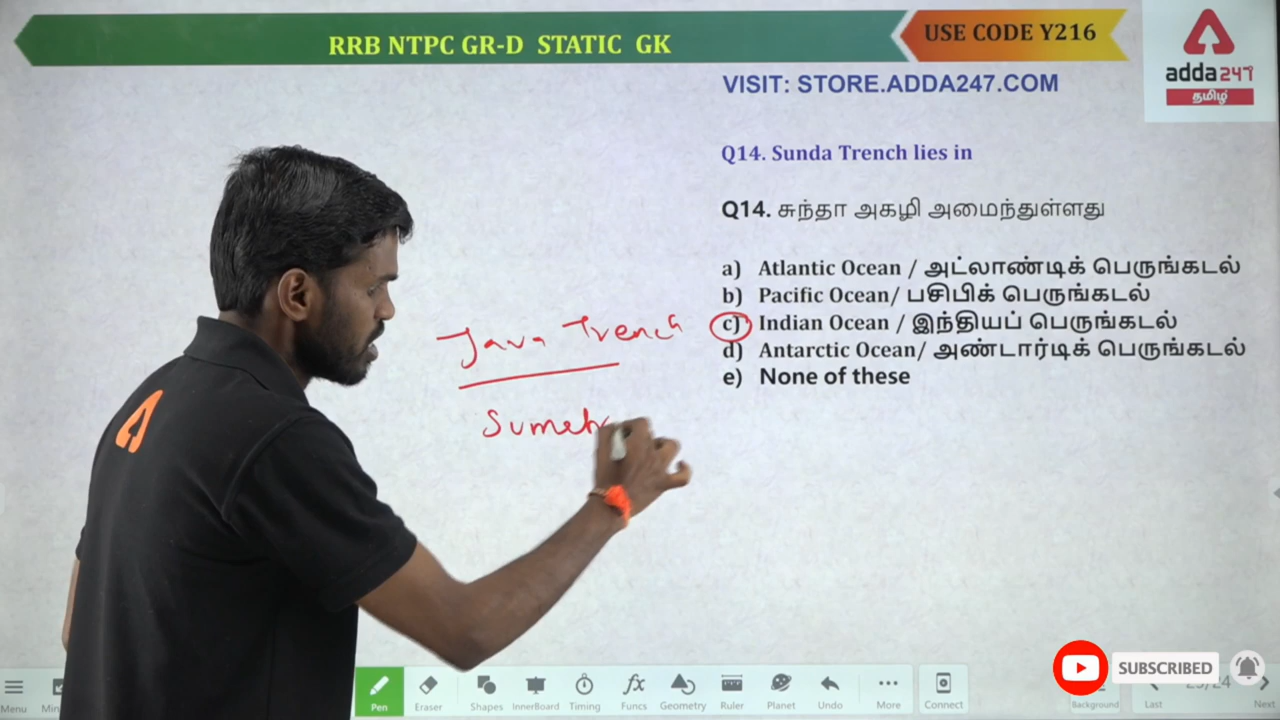 RRB NTPC GR-D STATIC GK
USE CODE Y216
adda247
தமிழ்
VISIT: STORE.ADDA247.COM
Q14. Sunda Trench lies in
Q14. சுந்தா அகழி அமைந்துள்ளது
a) Atlantic Ocean / அட்லாண்டிக் பெருங்கடல்
b) Pacific Ocean/ பசிபிக் பெருங்கடல்
c) Indian Ocean / இந்தியப் பெருங்கடல்
d) Antarctic Ocean/ அண்டார்டிக் பெருங்கடல்
e) None of these
Java Trench
SUBSCRIBED
Menu
Pen
Eraser
Shapes
InnerBoard
Timing
fx
Funcs
Geometry
Ruler
Planet
Undo
More
Connect
Background
Last
Next